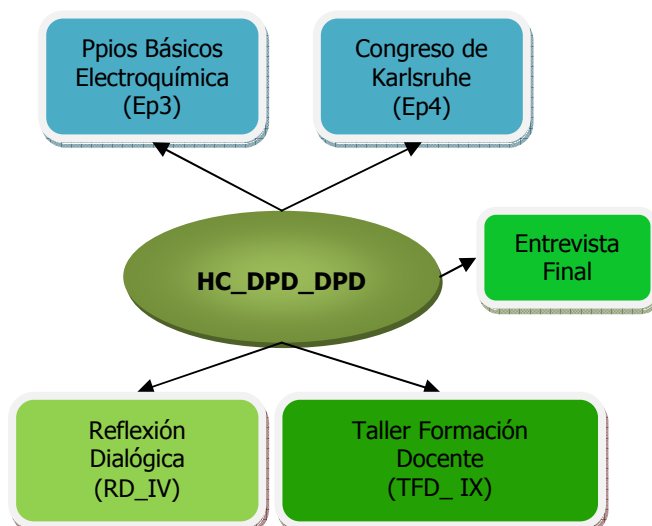 Ppios Básicos
Electroquímica
(Ep3)
Congreso de
Karlsruhe
(Ep4)
HC_DPD_DPD
Entrevista
Final
Reflexión
Dialógica
(RD_IV)
Taller Formación
Docente
(TFD_ IX)